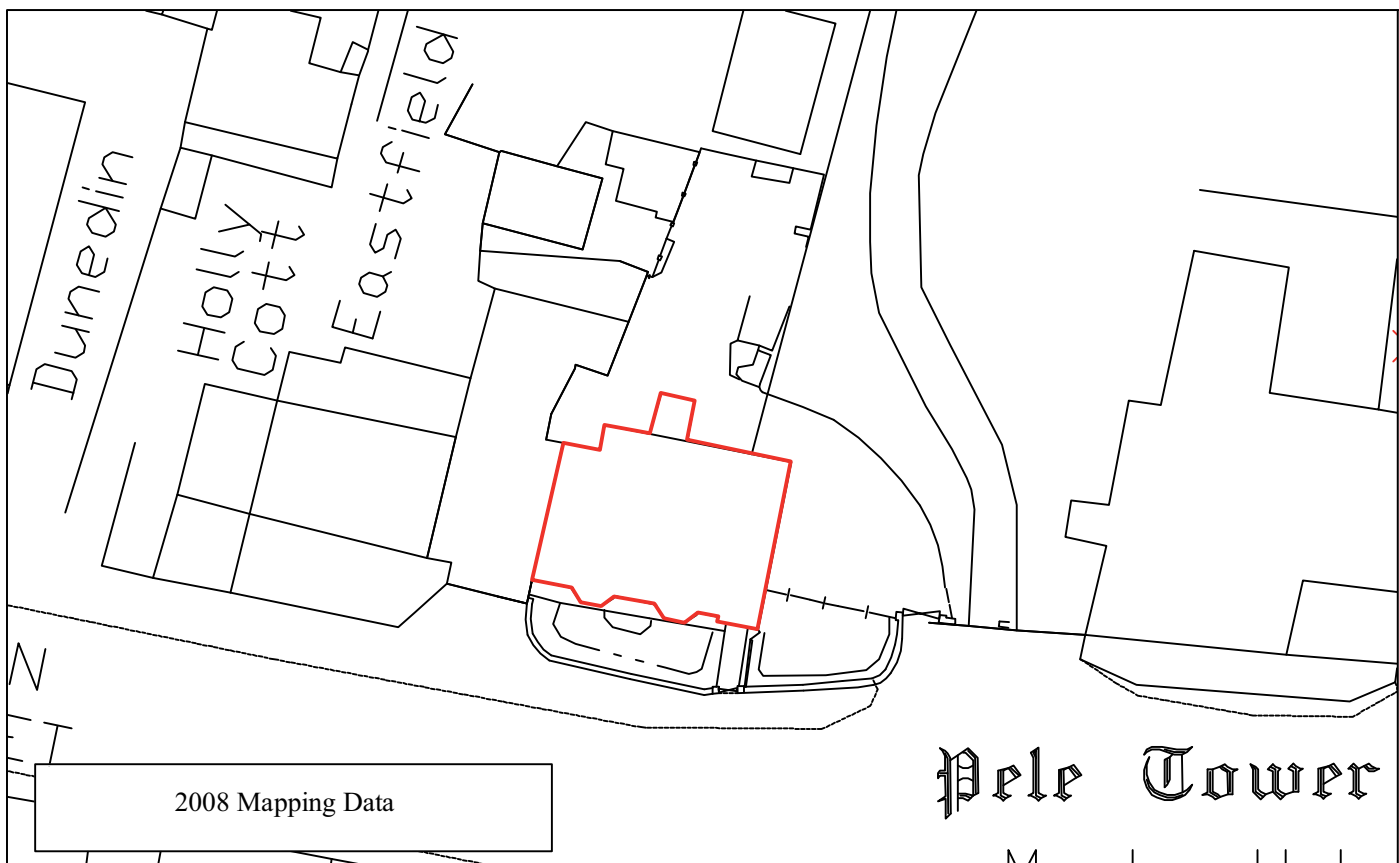 Dunedin
Holly
Cott
Eastfield
2008 Mapping Data
Pele Tower